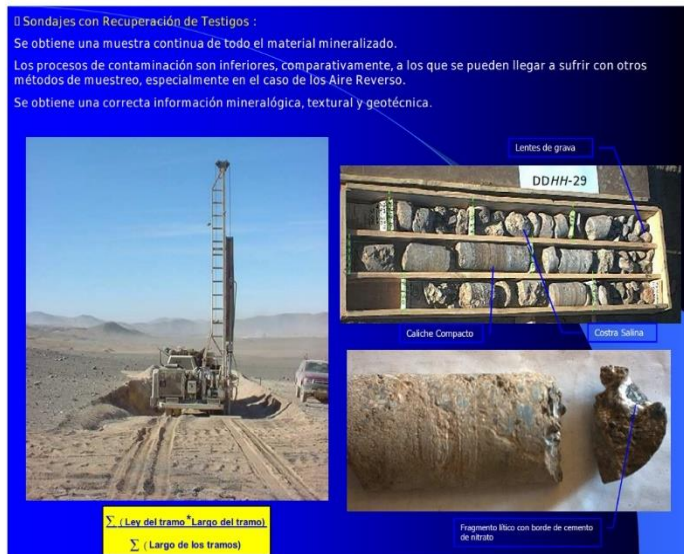 ▯ Sondajes con Recuperación de Testigos :
Se obtiene una muestra continua de todo el material mineralizado.
Los procesos de contaminación son inferiores, comparativamente, a los que se pueden llegar a sufrir con otros
métodos de muestreo, especialmente en el caso de los Aire Reverso.
Se obtiene una correcta información mineralógica, textural y geotécnica.
Lentes de grava
DDHH-29
Caliche Compacto
Costra Salina
Fragmento lítico con borde de cemento
de nitrato
∑ (Ley del tramo*Largo del tramo)
∑ (Largo de los tramos)